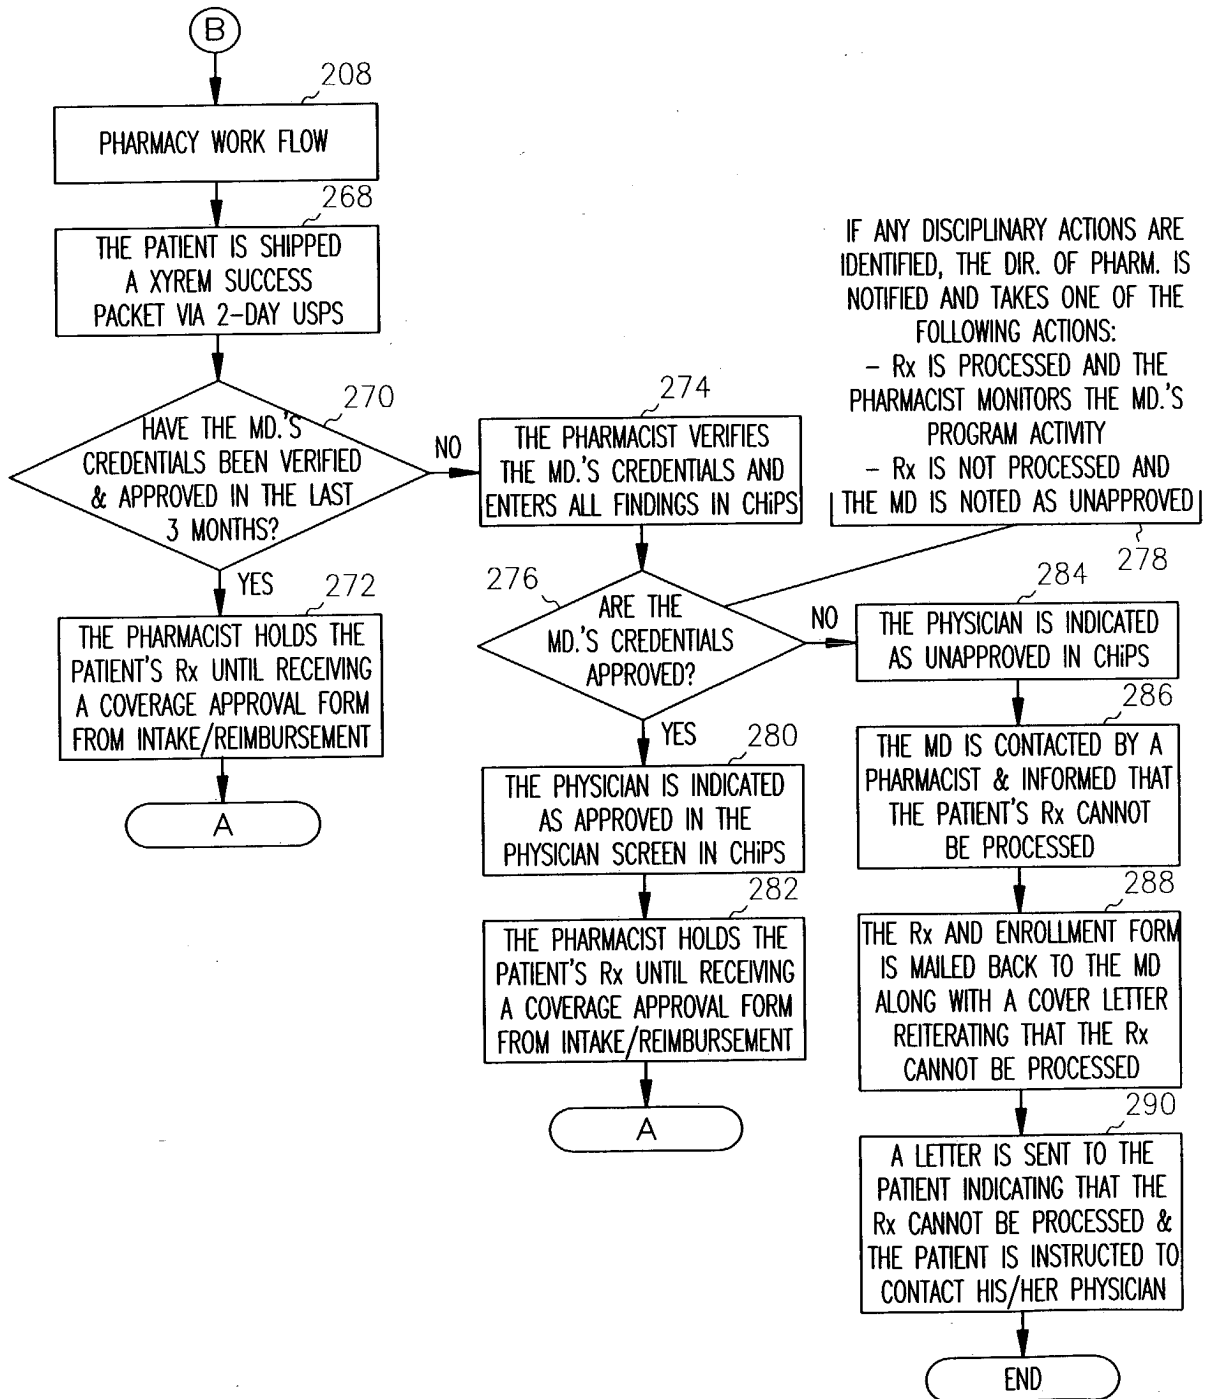 B
208
PHARMACY WORK FLOW
268
THE PATIENT IS SHIPPED
A XYREM SUCCESS
PACKET VIA 2-DAY USPS
270
HAVE THE MD.'S
CREDENTIALS BEEN VERIFIED
& APPROVED IN THE LAST
3 MONTHS?
NO
YES
272
THE PHARMACIST HOLDS THE
PATIENT'S Rx UNTIL RECEIVING
A COVERAGE APPROVAL FORM
FROM INTAKE/REIMBURSEMENT
A
274
THE PHARMACIST VERIFIES
THE MD.'S CREDENTIALS AND
ENTERS ALL FINDINGS IN CHiPS
IF ANY DISCIPLINARY ACTIONS ARE
IDENTIFIED, THE DIR. OF PHARM. IS
NOTIFIED AND TAKES ONE OF THE
FOLLOWING ACTIONS:
- Rx IS PROCESSED AND THE
PHARMACIST MONITORS THE MD.'S
PROGRAM ACTIVITY
- Rx IS NOT PROCESSED AND
THE MD IS NOTED AS UNAPPROVED
278
276
ARE THE
MD.'S CREDENTIALS
APPROVED?
NO
YES
280
THE PHYSICIAN IS INDICATED
AS APPROVED IN THE
PHYSICIAN SCREEN IN CHiPS
282
THE PHARMACIST HOLDS THE
PATIENT'S Rx UNTIL RECEIVING
A COVERAGE APPROVAL FORM
FROM INTAKE/REIMBURSEMENT
A
284
THE PHYSICIAN IS INDICATED
AS UNAPPROVED IN CHiPS
286
THE MD IS CONTACTED BY A
PHARMACIST & INFORMED THAT
THE PATIENT'S Rx CANNOT
BE PROCESSED
288
THE Rx AND ENROLLMENT FORM
IS MAILED BACK TO THE MD
ALONG WITH A COVER LETTER
REITERATING THAT THE Rx
CANNOT BE PROCESSED
290
A LETTER IS SENT TO THE
PATIENT INDICATING THAT THE
Rx CANNOT BE PROCESSED &
THE PATIENT IS INSTRUCTED TO
CONTACT HIS/HER PHYSICIAN
END